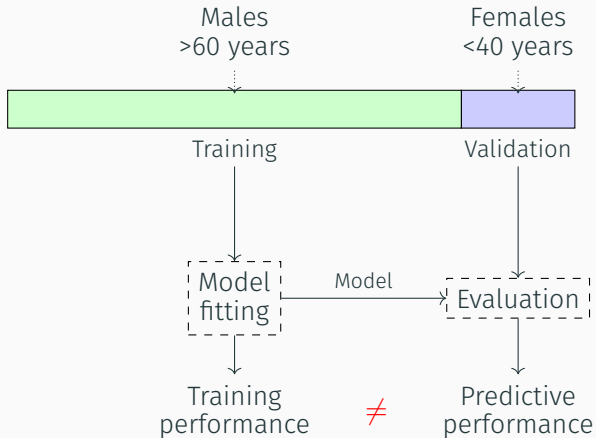 Males
>60 years
Females
<40 years
Training
Validation
Model
fitting
Model
Evaluation
Training
performance
≠
Predictive
performance